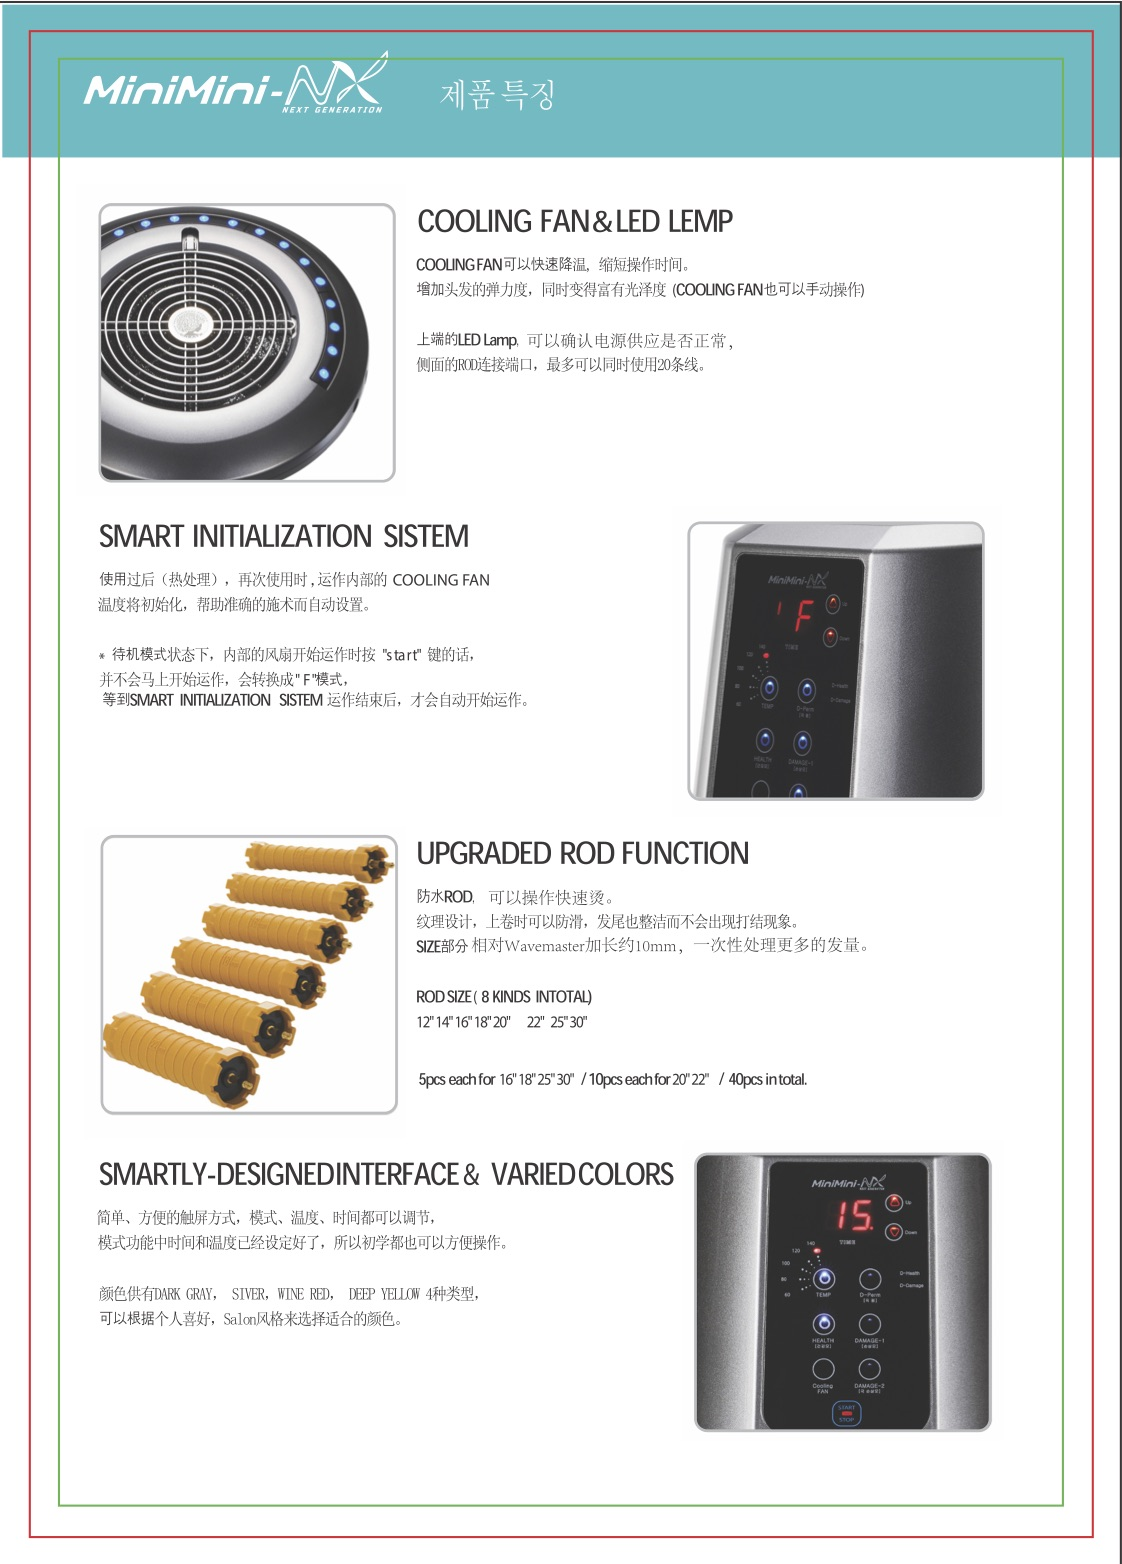 MiniMini-NX
NEXT GENERATION
제품 특징
COOLING FAN & LED LEMP
COOLING FAN可以快速降温, 缩短操作时间。
增加头发的弹力度, 同时变得富有光泽度 (COOLING FAN也可以手动操作)
上端的LED Lamp, 可以确认电源供应是否正常,
侧面的ROD连接端口, 最多可以同时使用20条线。
SMART INITIALIZATION SISTEM
使用过后（热处理）, 再次使用时, 运作内部的 COOLING FAN
温度将初始化, 帮助准确的施术而自动设置。
* 待机模式状态下, 内部的风扇开始运作时按 "start" 键的话,
并不会马上开始运作, 会转换成" F"模式,
等到SMART INITIALIZATION SISTEM 运作结束后, 才会自动开始运作。
MiniMini-NX
1F
Up
Down
TIME
140
120
100
80
60
TEMP
D-Perm
D-Health
D-Damage
HEALTH
DAMAGE-1
UPGRADED ROD FUNCTION
防水ROD, 可以操作快速烫。
纹理设计, 上卷时可以防滑, 发尾也整洁而不会出现打结现象。
SIZE部分 相对Wavemaster加长约10mm, 一次性处理更多的发量。
ROD SIZE ( 8 KINDS INTOTAL)
12" 14" 16" 18" 20" 22" 25" 30"
5pcs each for 16" 18" 25" 30" / 10pcs each for 20" 22" / 40pcs in total.
SMARTLY-DESIGNED INTERFACE & VARIED COLORS
简单、方便的触屏方式, 模式、温度、时间都可以调节,
模式功能中时间和温度已经设定好了, 所以初学都也可以方便操作。
颜色供有DARK GRAY, SIVER, WINE RED, DEEP YELLOW 4种类型,
可以根据个人喜好, Salon风格来选择适合的颜色。
MiniMini-NX
NEXT GENERATION
15.
Up
Down
TIME
140
120
100
80
60
TEMP
D-Perm
D-Health
D-Damage
HEALTH
DAMAGE-1
Cooling
FAN
DAMAGE-2
START
STOP